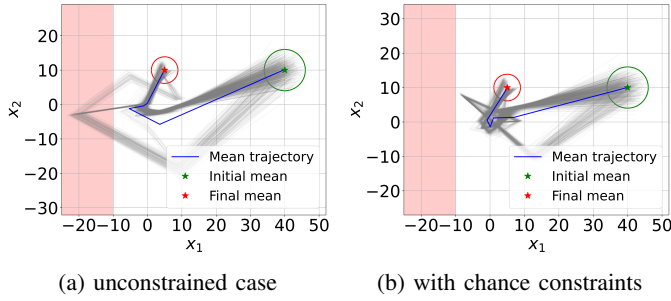 20
10
0
−10
−20
−30
x₂
−20 −10 0 10 20 30 40 50
x₁
Mean trajectory
Initial mean
Final mean
(a) unconstrained case
30
20
10
0
−10
−20
x₂
−20 −10 0 10 20 30 40 50
x₁
Mean trajectory
Initial mean
Final mean
(b) with chance constraints